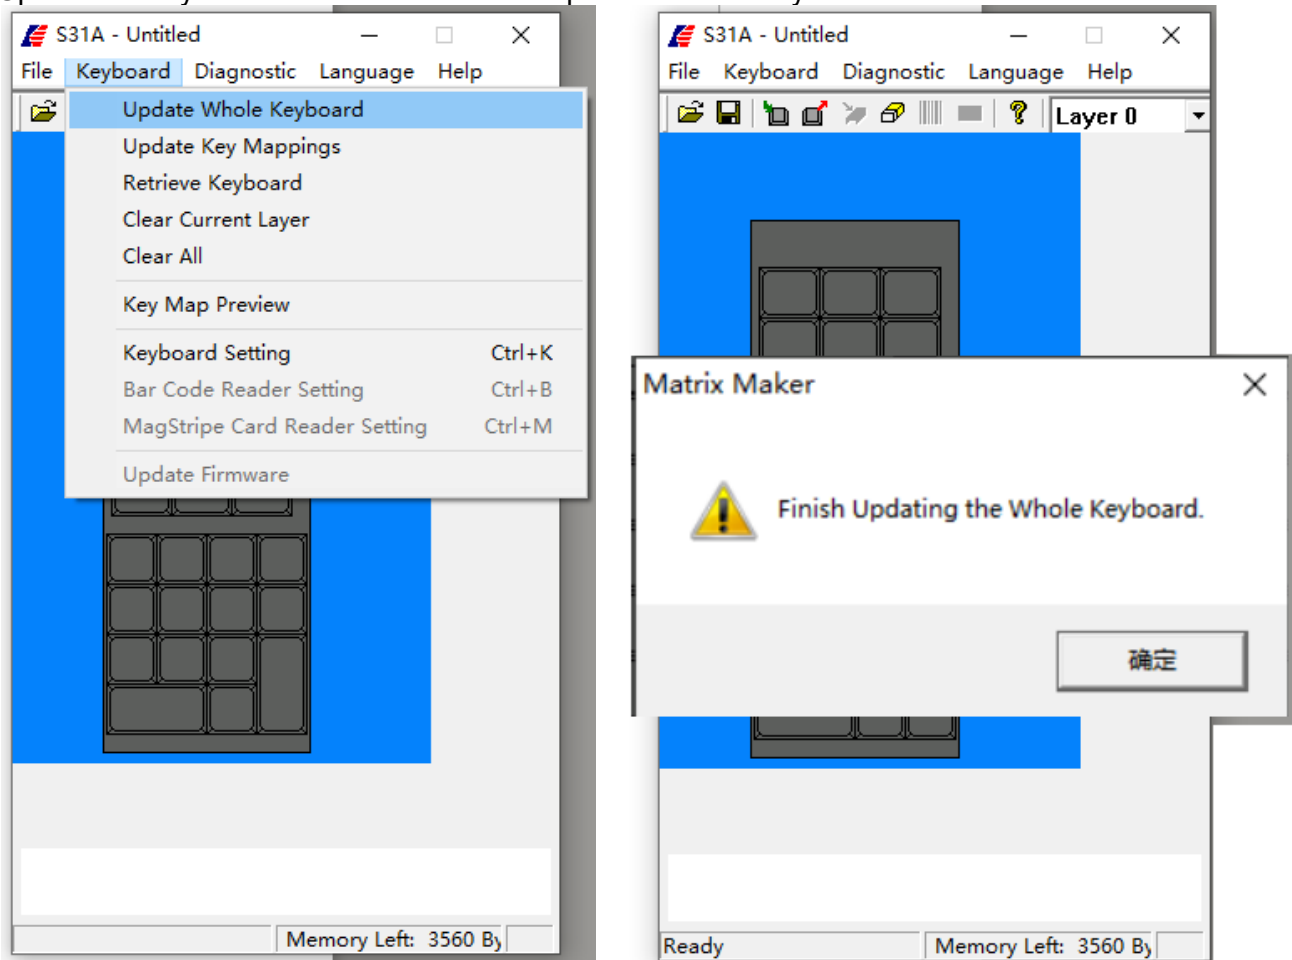 S31A - Untitled
File Keyboard Diagnostic Language Help
Update Whole Keyboard
Update Key Mappings
Retrieve Keyboard
Clear Current Layer
Clear All
Key Map Preview
Keyboard Setting Ctrl+K
Bar Code Reader Setting Ctrl+B
MagStripe Card Reader Setting Ctrl+M
Update Firmware
Memory Left: 3560 By
S31A - Untitled
File Keyboard Diagnostic Language Help
Layer 0
Matrix Maker
Finish Updating the Whole Keyboard.
确定
Ready Memory Left: 3560 By